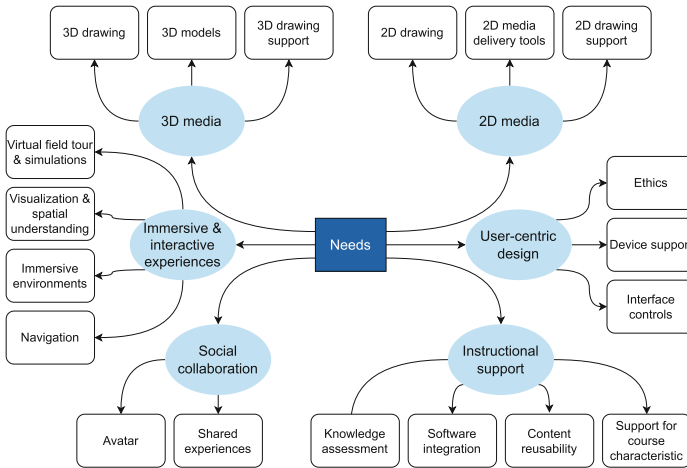 3D drawing
3D models
3D drawing
support
2D drawing
2D media
delivery tools
2D drawing
support
3D media
2D media
Virtual field tour
& simulations
Visualization &
spatial
understanding
Immersive
environments
Navigation
Immersive &
interactive
experiences
Needs
User-centric
design
Ethics
Device support
Interface
controls
Social
collaboration
Instructional
support
Avatar
Shared
experiences
Knowledge
assessment
Software
integration
Content
reusability
Support for
course
characteristic